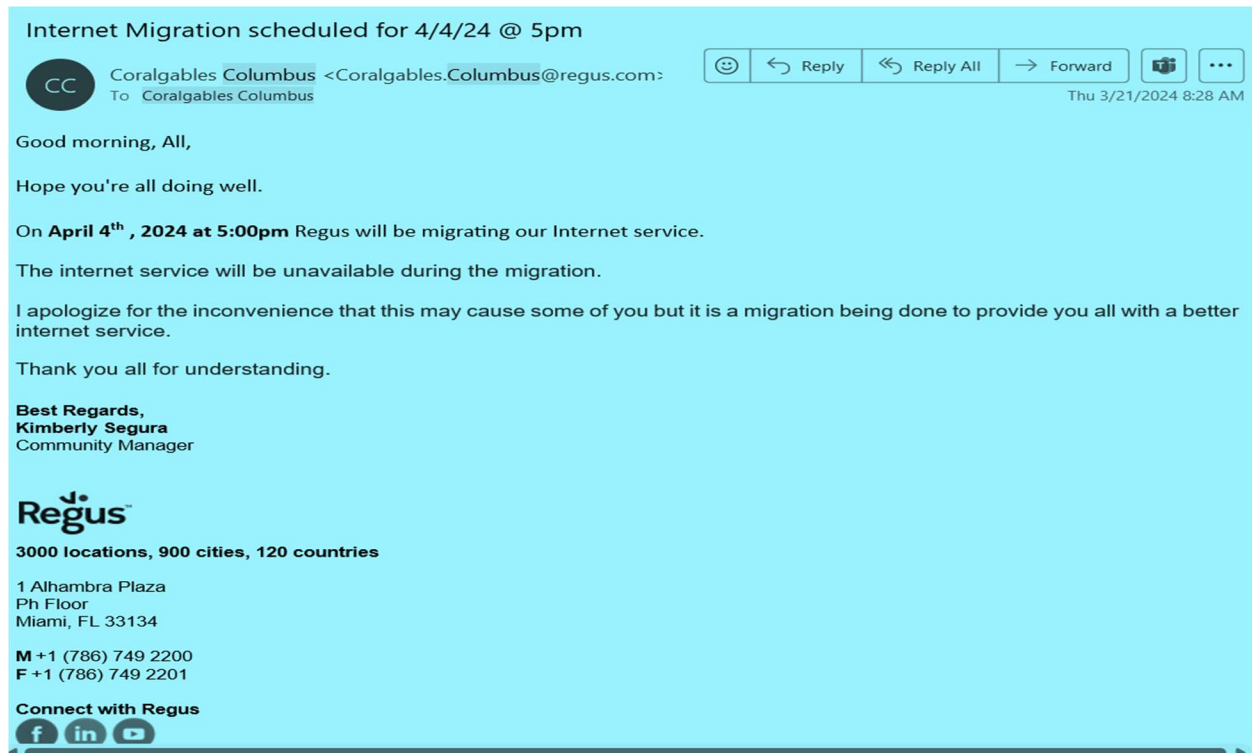 Internet Migration scheduled for 4/4/24 @ 5pm
CC
Coralgables Columbus <Coralgables.Columbus@regus.com>
Reply
Reply All
Forward
To Coralgables Columbus
Thu 3/21/2024 8:28 AM
Good morning, All,
Hope you're all doing well.
On April 4th , 2024 at 5:00pm Regus will be migrating our Internet service.
The internet service will be unavailable during the migration.
I apologize for the inconvenience that this may cause some of you but it is a migration being done to provide you all with a better
internet service.
Thank you all for understanding.
Best Regards,
Kimberly Segura
Community Manager
Regus™
3000 locations, 900 cities, 120 countries
1 Alhambra Plaza
Ph Floor
Miami, FL 33134
M +1 (786) 749 2200
F +1 (786) 749 2201
Connect with Regus
f in